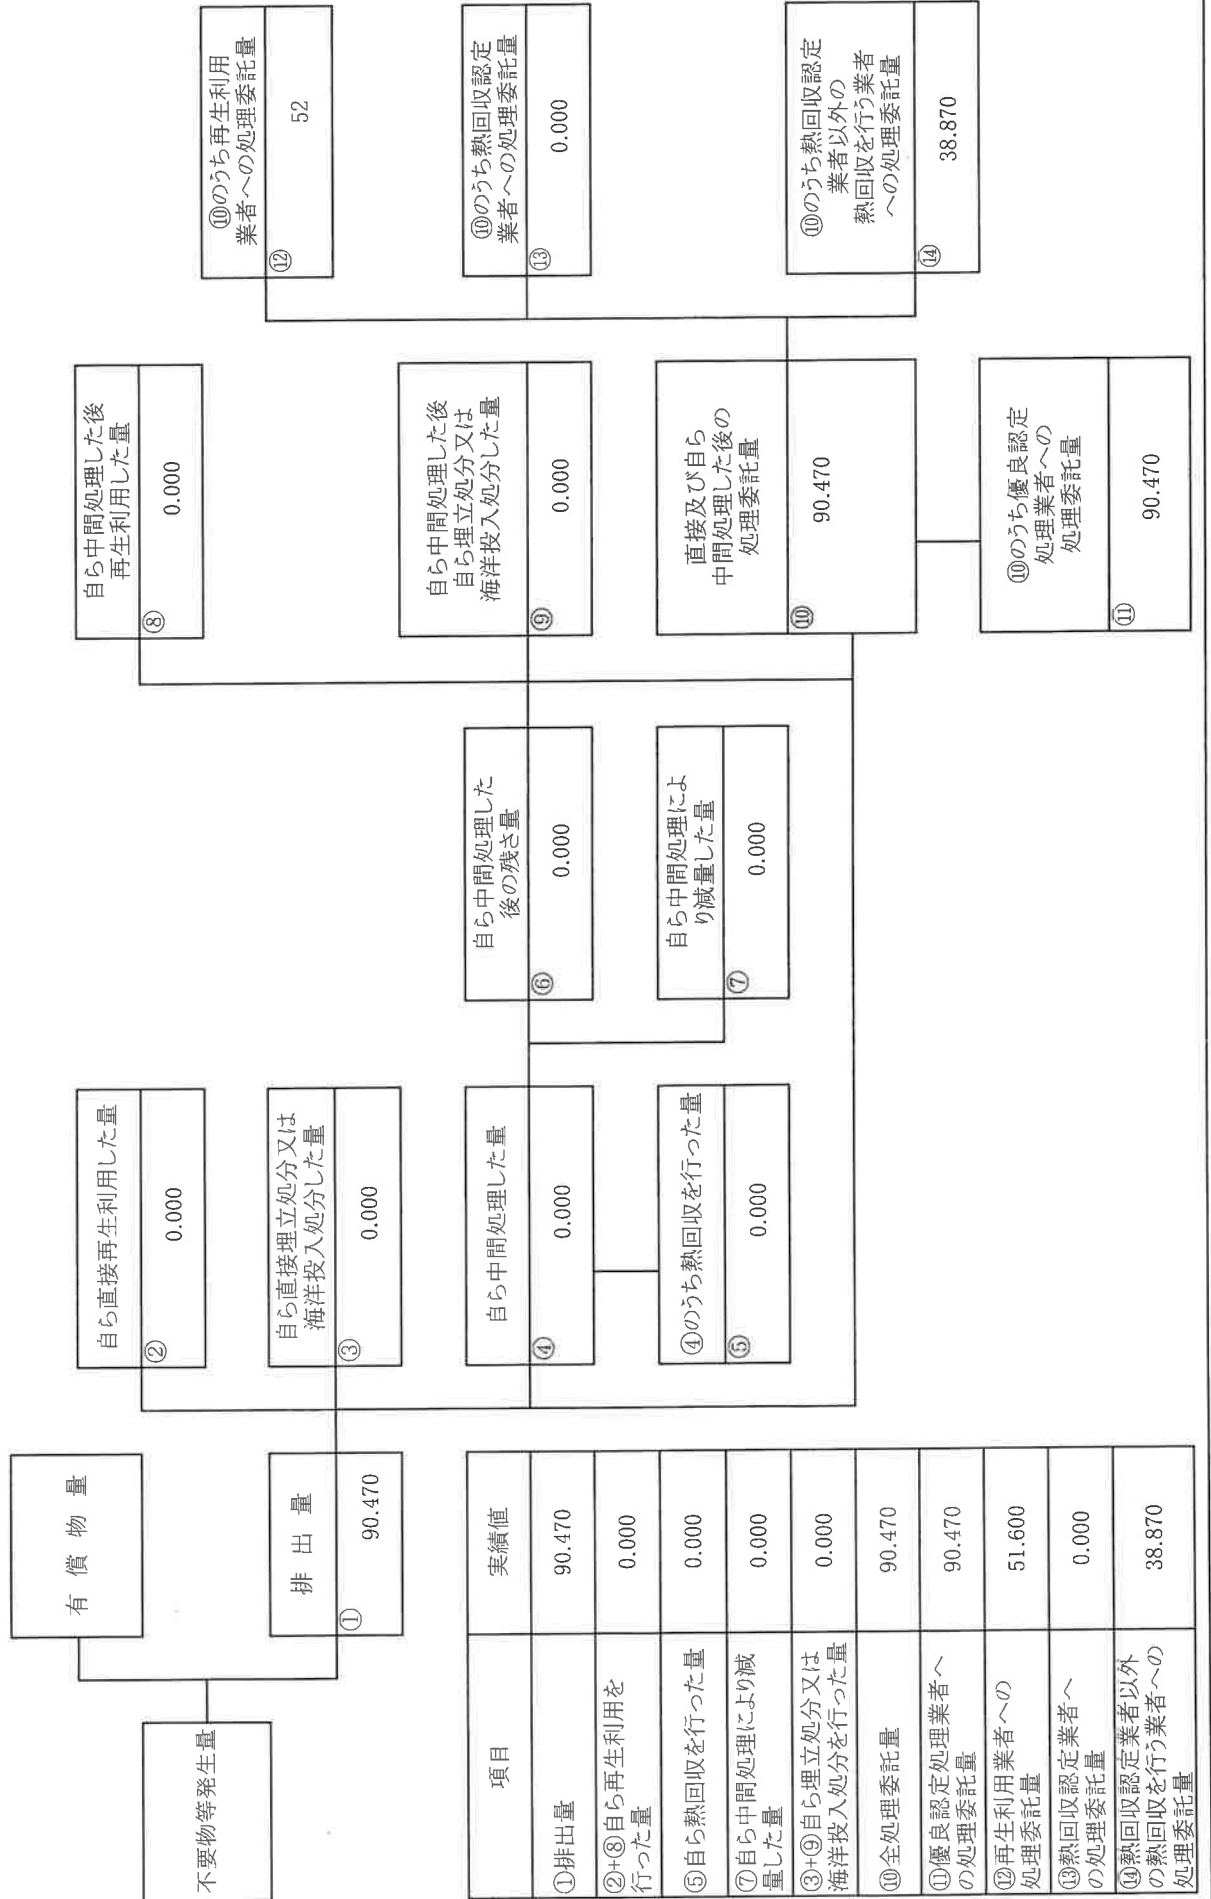 不要物等発生量
有償物量
排出量
①
90.470
自ら直接再生利用した量
②
0.000
自ら直接埋立処分又は
海洋投入処分した量
③
0.000
自ら中間処理した量
④
0.000
④のうち熱回収を行った量
⑤
0.000
自ら中間処理した
後の残さ量
⑥
0.000
自ら中間処理によ
り減量した量
⑦
0.000
自ら中間処理した後
再生利用した量
⑧
0.000
自ら中間処理した後
自ら埋立処分又は
海洋投入処分した量
⑨
0.000
直接及び自ら
中間処理した後の
処理委託量
⑩
90.470
⑩のうち優良認定
処理業者への
処理委託量
⑪
90.470
⑩のうち再生利用
業者への処理委託量
⑫
52
⑩のうち熱回収認定
業者への処理委託量
⑬
0.000
⑩のうち熱回収認定
業者以外の
熱回収を行う業者
への処理委託量
⑭
38.870
項目
実績値
①排出量
90.470
②+⑧自ら再生利用を
行った量
0.000
⑤自ら熱回収を行った量
0.000
⑦自ら中間処理により減
量した量
0.000
③+⑨自ら埋立処分又は
海洋投入処分を行った量
0.000
⑩全処理委託量
90.470
⑪優良認定処理業者へ
の処理委託量
90.470
⑫再生利用業者への
処理委託量
51.600
⑬熱回収認定業者へ
の処理委託量
0.000
⑭熱回収認定業者以外
の熱回収を行う業者への
処理委託量
38.870